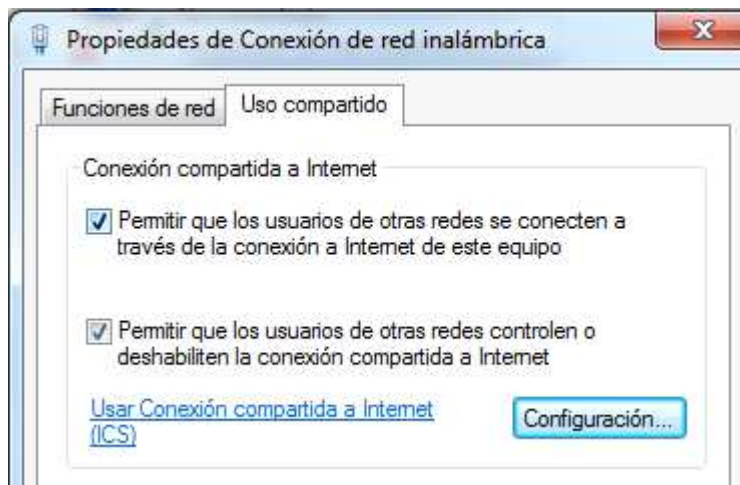 Propiedades de Conexión de red inalámbrica
Funciones de red
Uso compartido
Conexión compartida a Internet
Permitir que los usuarios de otras redes se conecten a
través de la conexión a Internet de este equipo
Permitir que los usuarios de otras redes controlen o
deshabiliten la conexión compartida a Internet
Usar Conexión compartida a Internet
(ICS)
Configuración...